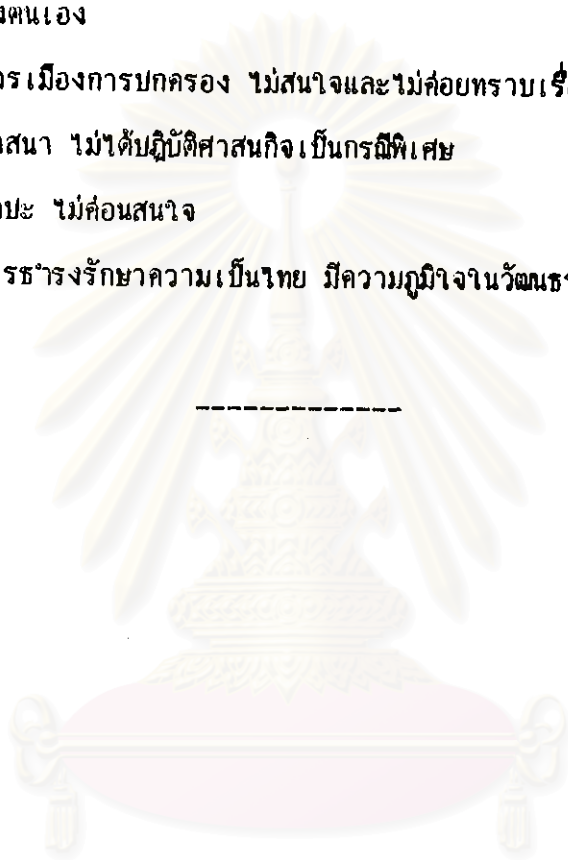 งตนเอง
วรเมืองการปกครอง ไม่สนใจและไม่ค่อยทราบเรื่
าสนา ไม่ได้ปฏิบัติศาสนกิจเป็นกรณีพิเศษ
ปะ ไม่ค่อนสนใจ
รธำรงรักษาความเป็นไทย มีความภูมิใจในวัฒนธร